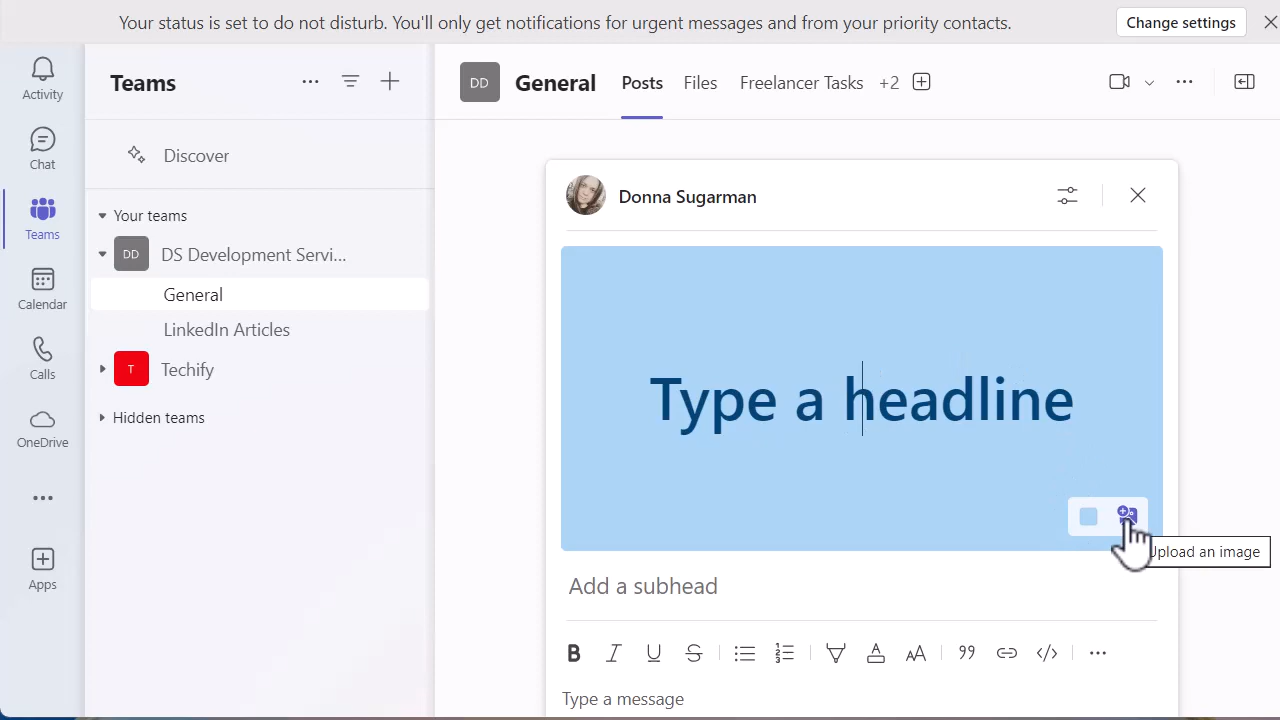 Your status is set to do not disturb. You'll only get notifications for urgent messages and from your priority contacts.
Change settings
Activity
Chat
Teams
Calendar
Calls
OneDrive
Apps
Teams
Discover
Your teams
DD DS Development Servi...
General
LinkedIn Articles
T Techify
Hidden teams
DD General Posts Files Freelancer Tasks +2
Donna Sugarman
Type a headline
Upload an image
Add a subhead
Type a message